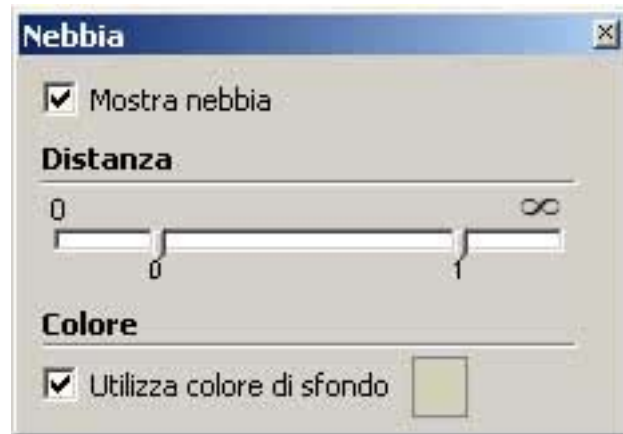 Nebbia
Mostra nebbia
Distanza
0 ∞
0 1
Colore
Utilizza colore di sfondo